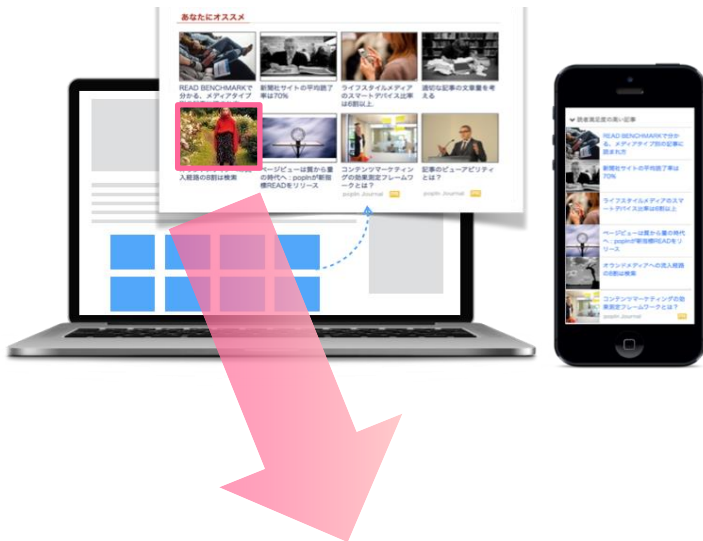 あなたにオススメ
READ BENCHMARKで
分かる、メディアタイプ
新聞社サイトの平均読了
率は70%
ライフスタイルメディア
のスマートデバイス比率
は6割以上
適切な記事の文章量を考
える
入経路の8割は検索
ページビューは質から量
の時代へ:popInが新指
標READをリリース
コンテンツマーケティン
グの効果測定フレームワ
ークとは?
popIn Journal
記事のビューアビリティ
とは?
popIn Journal
読者満足度の高い記事
READ BENCHMARKで分か
る、メディアタイプ別の記事に
読まれ方
新聞社サイトの平均読了率は
70%
ライフスタイルメディアのスマ
ートデバイス比率は6割以上
ページビューは質から量の時代
へ:popInが新指標READをリ
リース
オウンドメディアへの流入経路
の8割は検索
コンテンツマーケティングの効
果測定フレームワークとは?
popIn Journal